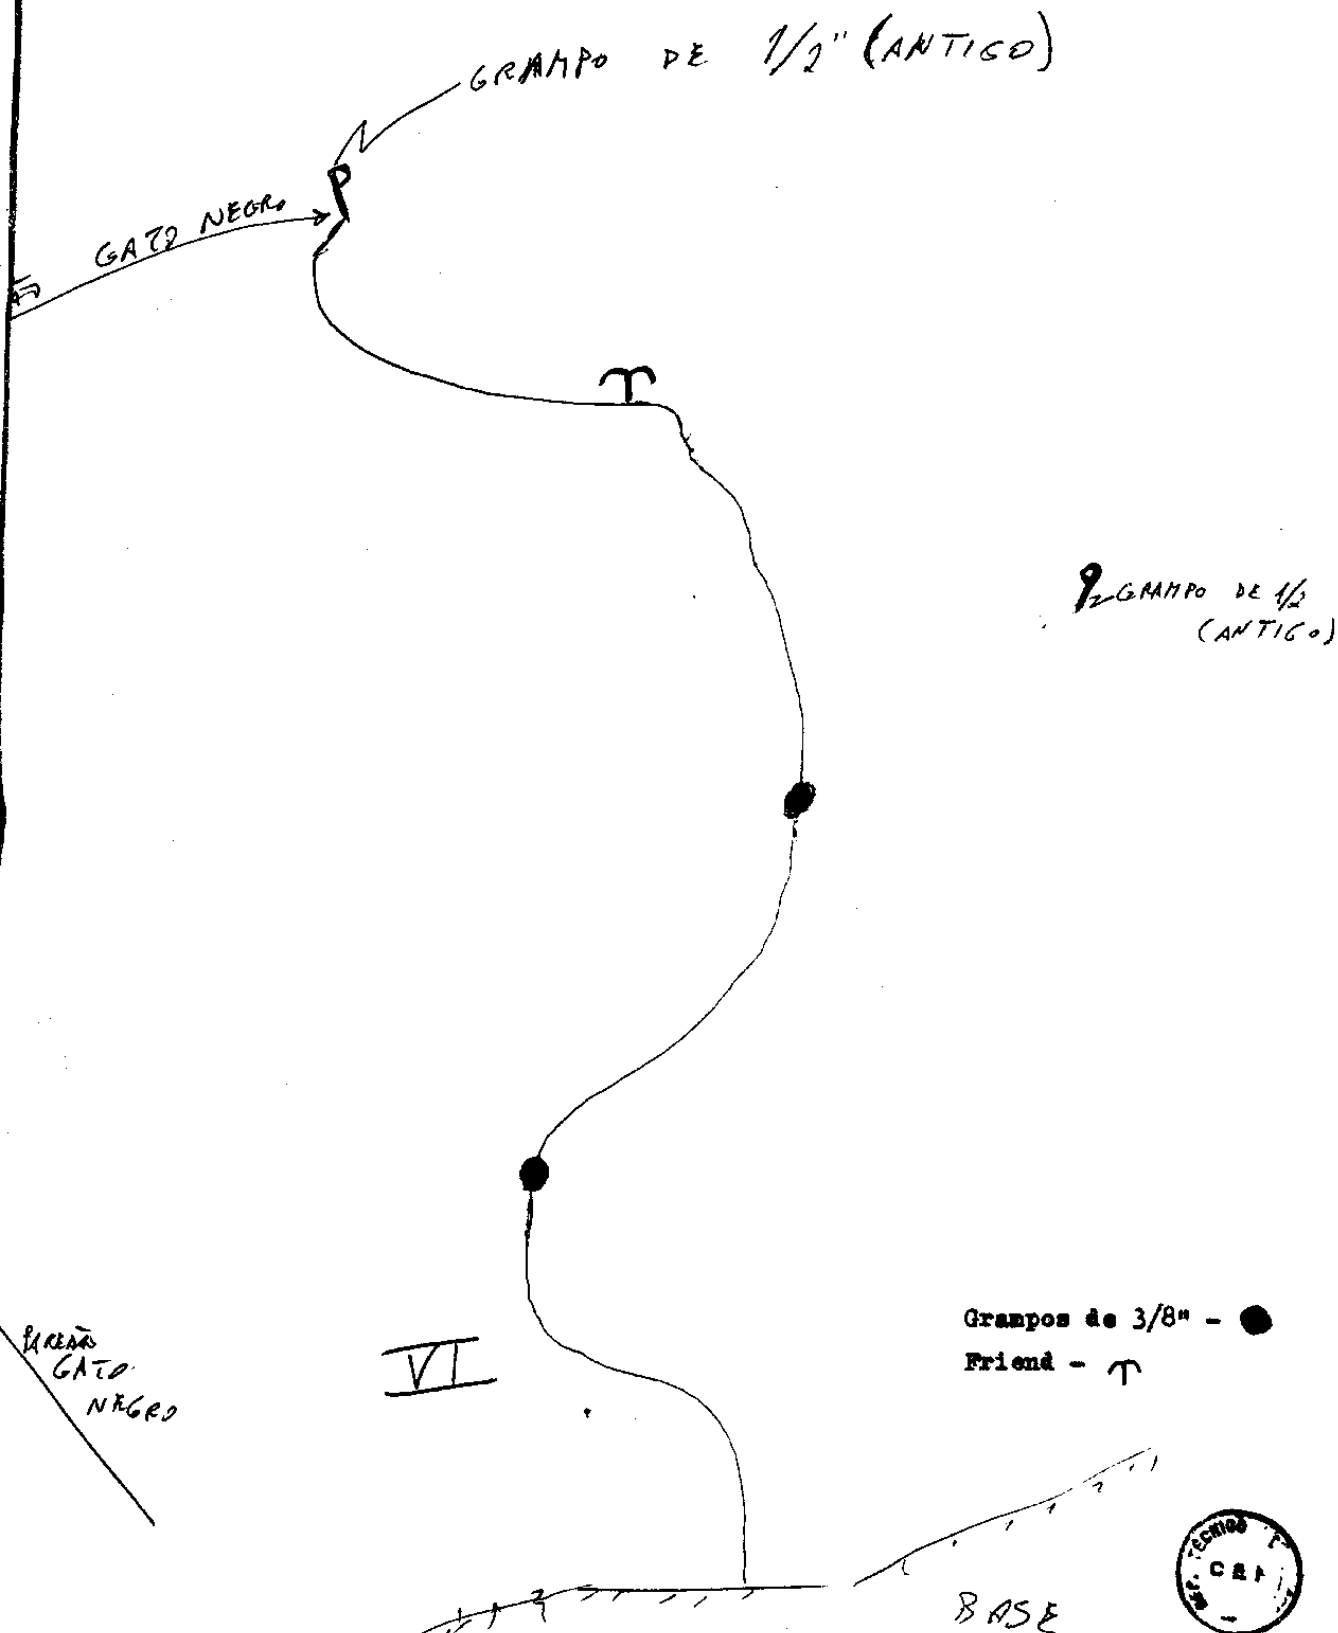 GRAMPO DE 1/2" (ANTIGO)
GATO NEGRO
GRAMPO DE 1/2
(ANTIGO)
Grampos de 3/8" -
Friend -
PAREDÃO
GATO
NEGRO
VI
BASE
TÉCNICO